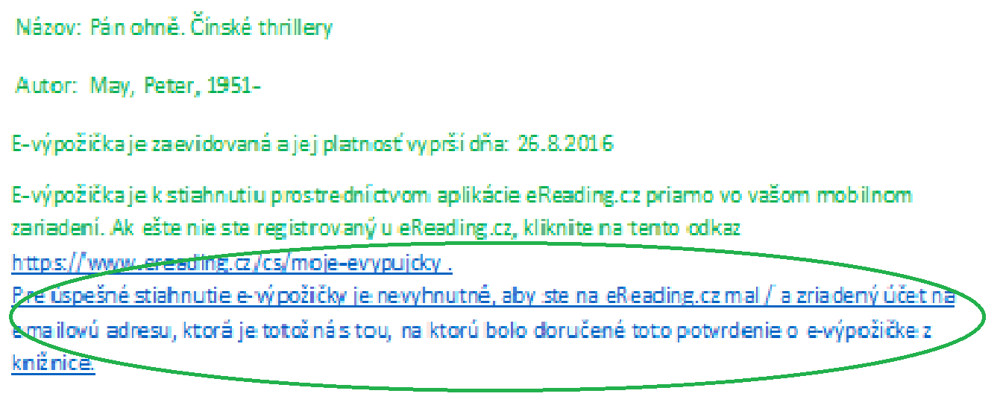 Názov: Pán ohně. Čínské thrillery
Autor: May, Peter, 1951-
E-výpožička je zaevidovaná a jej platnosť vyprší dňa: 26.8.2016
E-výpožička je k stiahnutiu prostredníctvom aplikácie eReading.cz priamo vo vašom mobilnom
zariadení. Ak ešte nie ste registrovaný u eReading.cz, kliknite na tento odkaz
https://www.ereading.cz/cs/moje-evypujcky .
Pre úspešné stiahnutie e-výpožičky je nevyhnutné, aby ste na eReading.cz mal / a zriadený účet na
e-mailovú adresu, ktorá je totožná s tou, na ktorú bolo doručené toto potvrdenie o e-výpožičke z
knižnice.